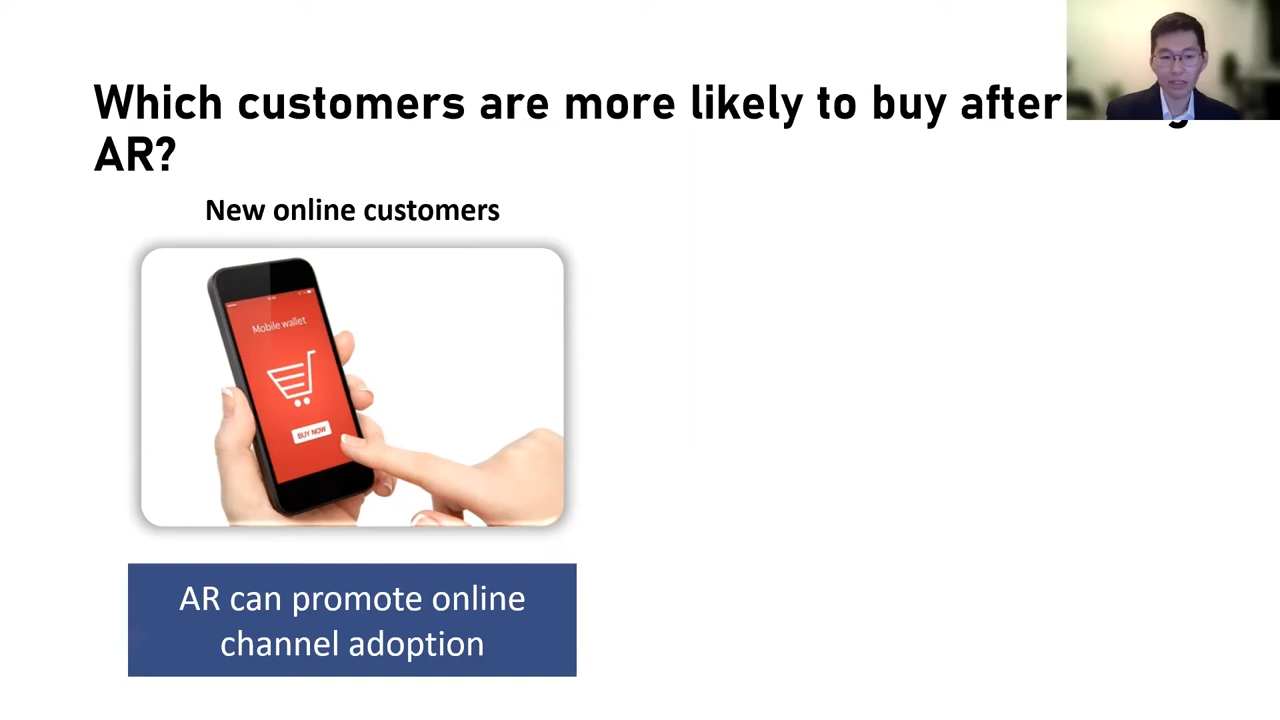 Which customers are more likely to buy after
AR?
New online customers
Mobile wallet
BUY NOW
AR can promote online
channel adoption